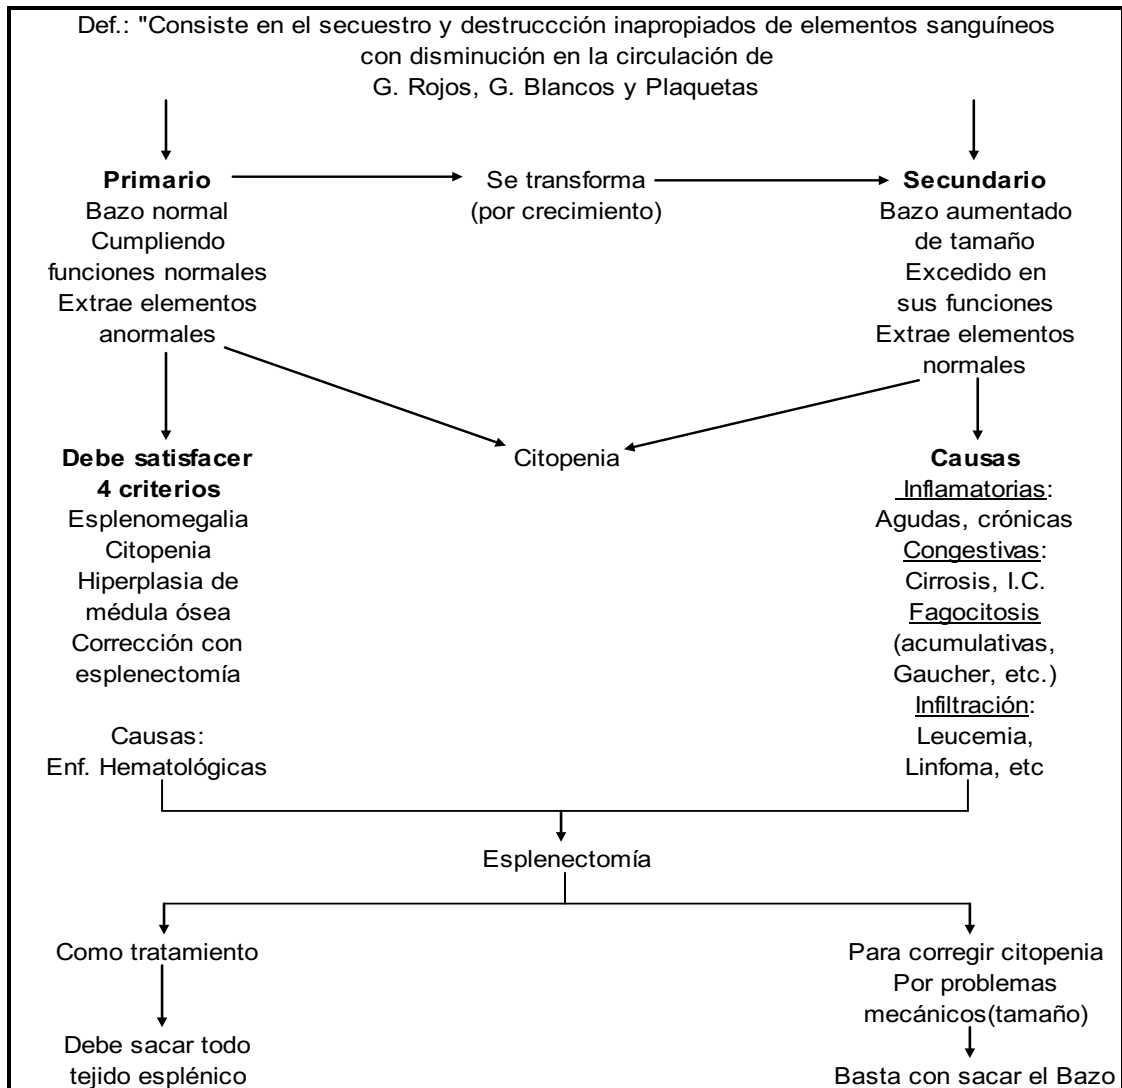 Def.: "Consiste en el secuestro y destruccción inapropiados de elementos sanguíneos
con disminución en la circulación de
G. Rojos, G. Blancos y Plaquetas
Primario
Bazo normal
Cumpliendo
funciones normales
Extrae elementos
anormales
Se transforma
(por crecimiento)
Secundario
Bazo aumentado
de tamaño
Excedido en
sus funciones
Extrae elementos
normales
Debe satisfacer
4 criterios
Esplenomegalia
Citopenia
Hiperplasia de
médula ósea
Corrección con
esplenectomía
Causas:
Enf. Hematológicas
Citopenia
Causas
Inflamatorias:
Agudas, crónicas
Congestivas:
Cirrosis, I.C.
Fagocitosis
(acumulativas,
Gaucher, etc.)
Infiltración:
Leucemia,
Linfoma, etc
Esplenectomía
Como tratamiento
Debe sacar todo
tejido esplénico
Para corregir citopenia
Por problemas
mecánicos(tamaño)
Basta con sacar el Bazo